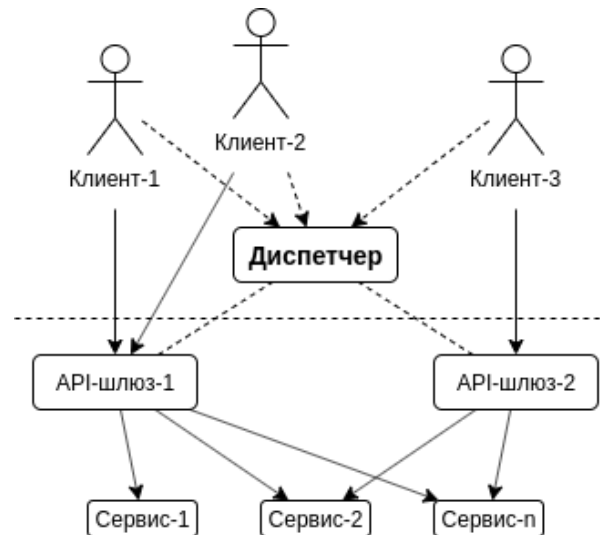 Клиент-2
Клиент-1
Клиент-3
Диспетчер
API-шлюз-1
API-шлюз-2
Сервис-1
Сервис-2
Сервис-n